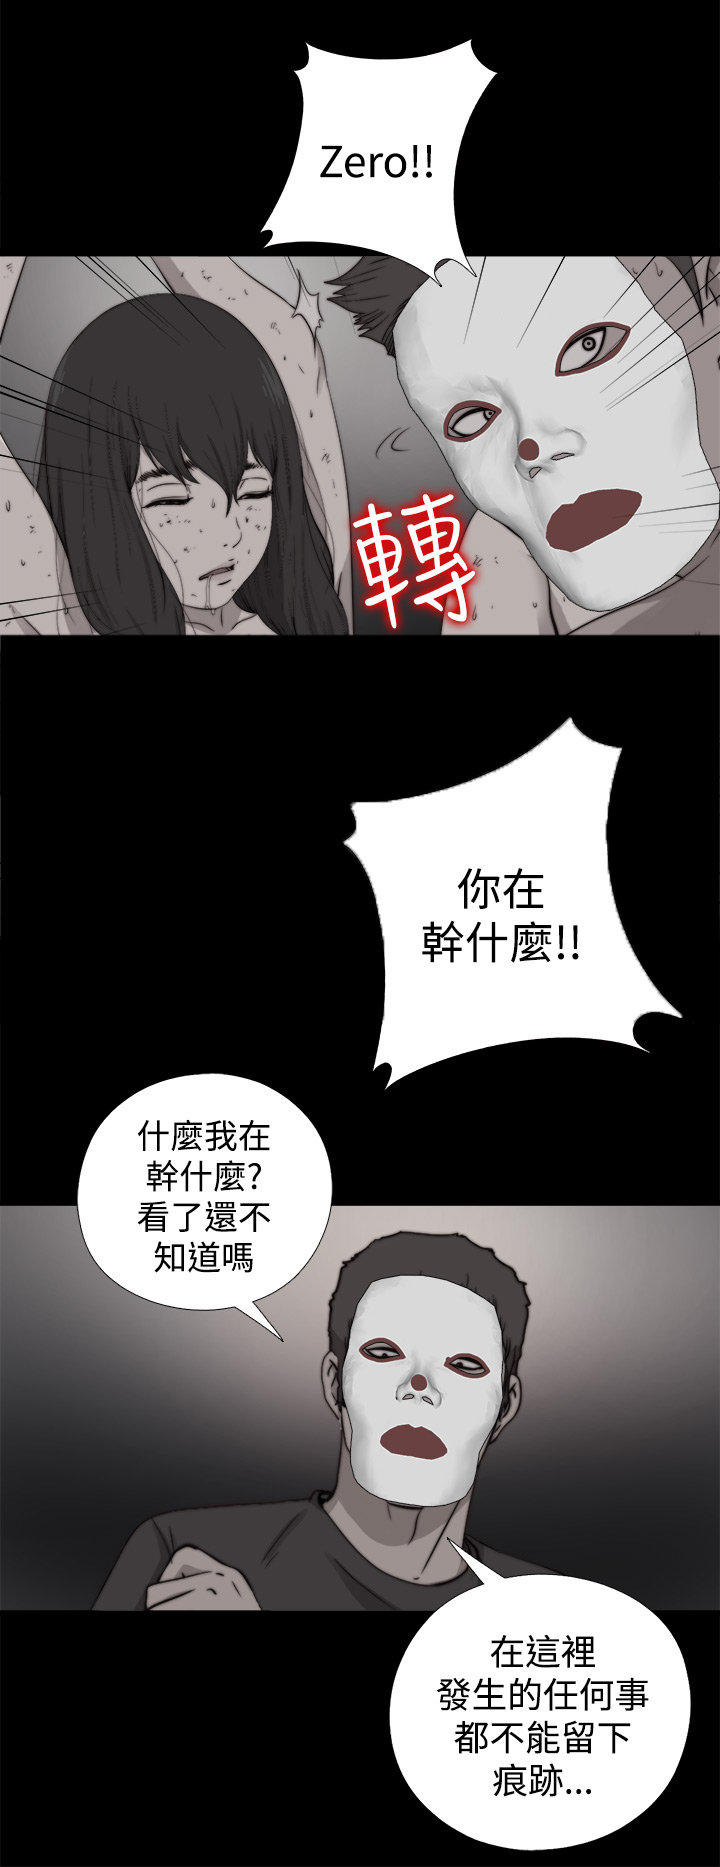 Zero!!
轉
你在
幹什麼!!
什麼我在
幹什麼?
看了還不
知道嗎
在這裡
發生的任何事
都不能留下
痕跡...